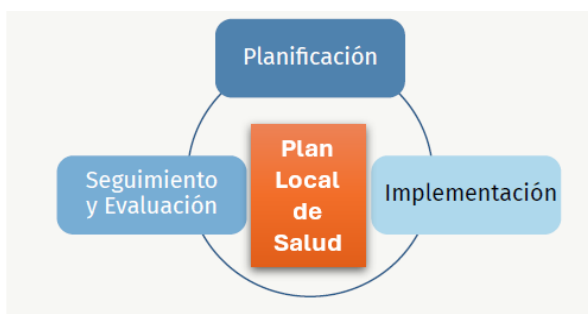 Planificación
Plan
Local
de
Salud
Seguimiento
y Evaluación
Implementación